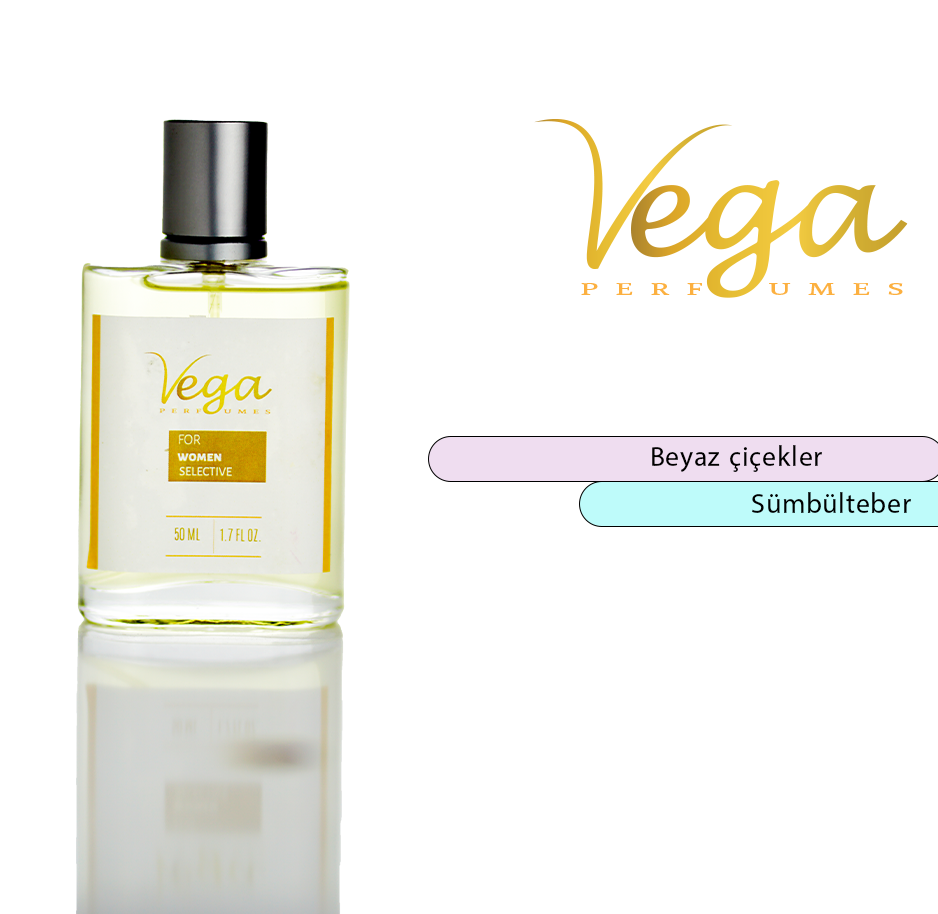 Vega
PERFUMES
Vega
PERFUMES
FOR
WOMEN
SELECTIVE
50 ML 1.7 FL OZ.
Beyaz çiçekler
Sümbülteber